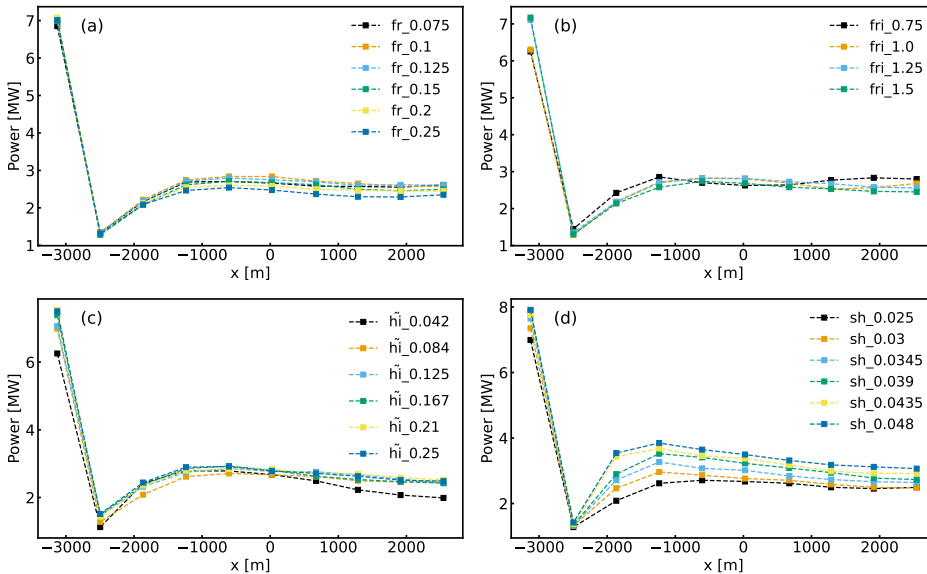 (a)
fr_0.075
fr_0.1
fr_0.125
fr_0.15
fr_0.2
fr_0.25
Power [MW]
7
6
5
4
3
2
1
−3000 −2000 −1000 0 1000 2000
x [m]
(b)
fri_0.75
fri_1.0
fri_1.25
fri_1.5
Power [MW]
7
6
5
4
3
2
1
−3000 −2000 −1000 0 1000 2000
x [m]
(c)
h̃i_0.042
h̃i_0.084
h̃i_0.125
h̃i_0.167
h̃i_0.21
h̃i_0.25
Power [MW]
6
4
2
−3000 −2000 −1000 0 1000 2000
x [m]
(d)
sh_0.025
sh_0.03
sh_0.0345
sh_0.039
sh_0.0435
sh_0.048
Power [MW]
8
6
4
2
−3000 −2000 −1000 0 1000 2000
x [m]